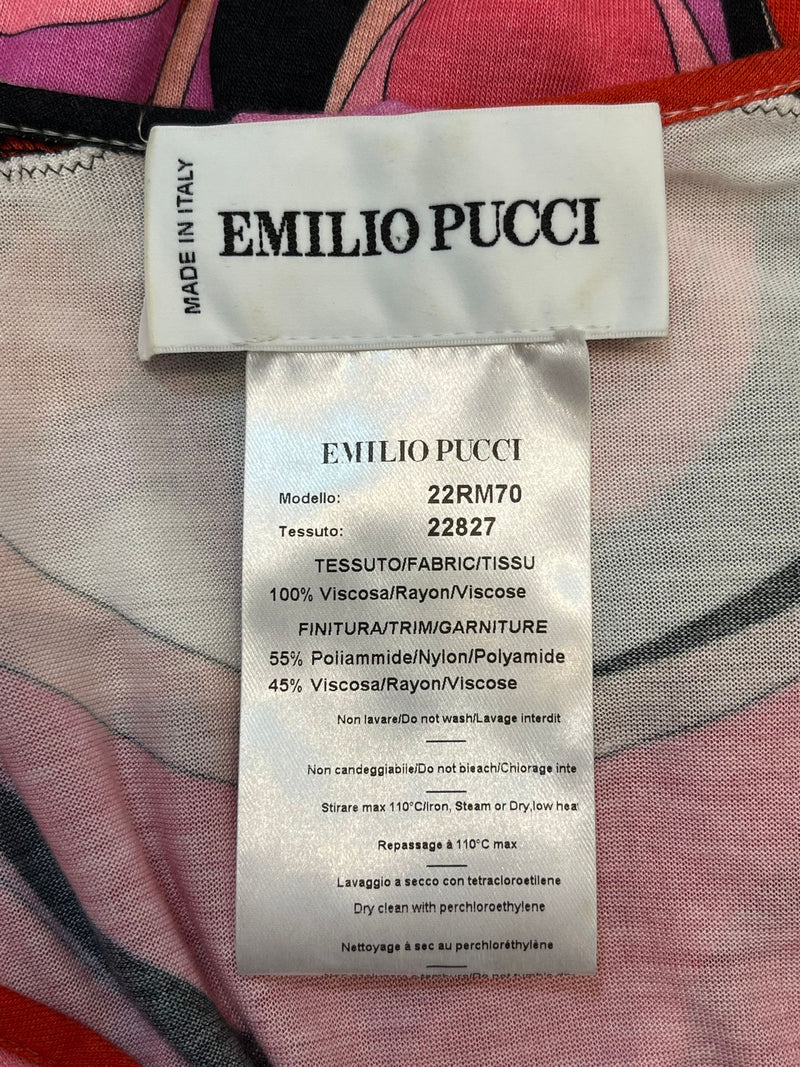 MADE IN ITALY
EMILIO PUCCI
EMILIO PUCCI
Modello: 22RM70
Tessuto: 22827
TESSUTO/FABRIC/TISSU
100% Viscosa/Rayon/Viscose
FINITURA/TRIM/GARNITURE
55% Poliammide/Nylon/Polyamide
45% Viscosa/Rayon/Viscose
Non lavare/Do not wash/Lavage interdit
Non candeggiabile/Do not bleach/Chlorage inte
Stirare max 110°C/Iron, Steam or Dry,low hea
Repassage à 110°C max
Lavaggio a secco con tetracloroetilene
Dry clean with perchloroethylene
Nettoyage à sec au perchloréthylène